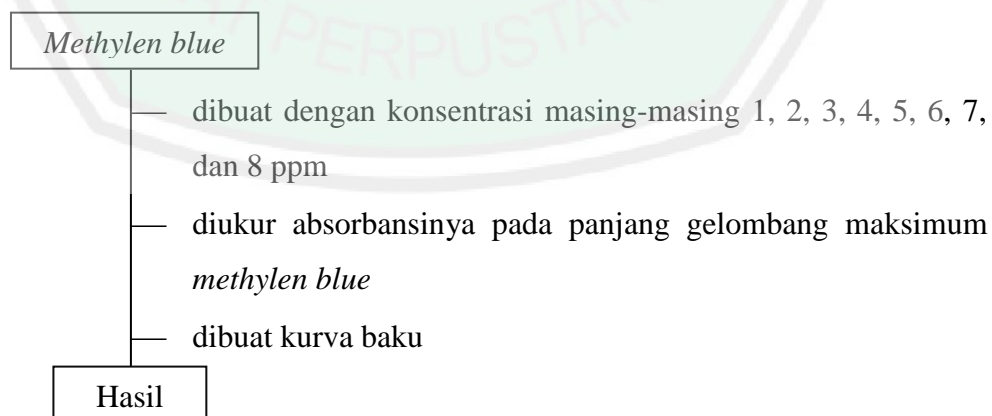 PERPUSTA
Methylen blue
dibuat dengan konsentrasi masing-masing 1, 2, 3, 4, 5, 6, 7,
dan 8 ppm
diukur absorbansinya pada panjang gelombang maksimum
methylen blue
dibuat kurva baku
Hasil